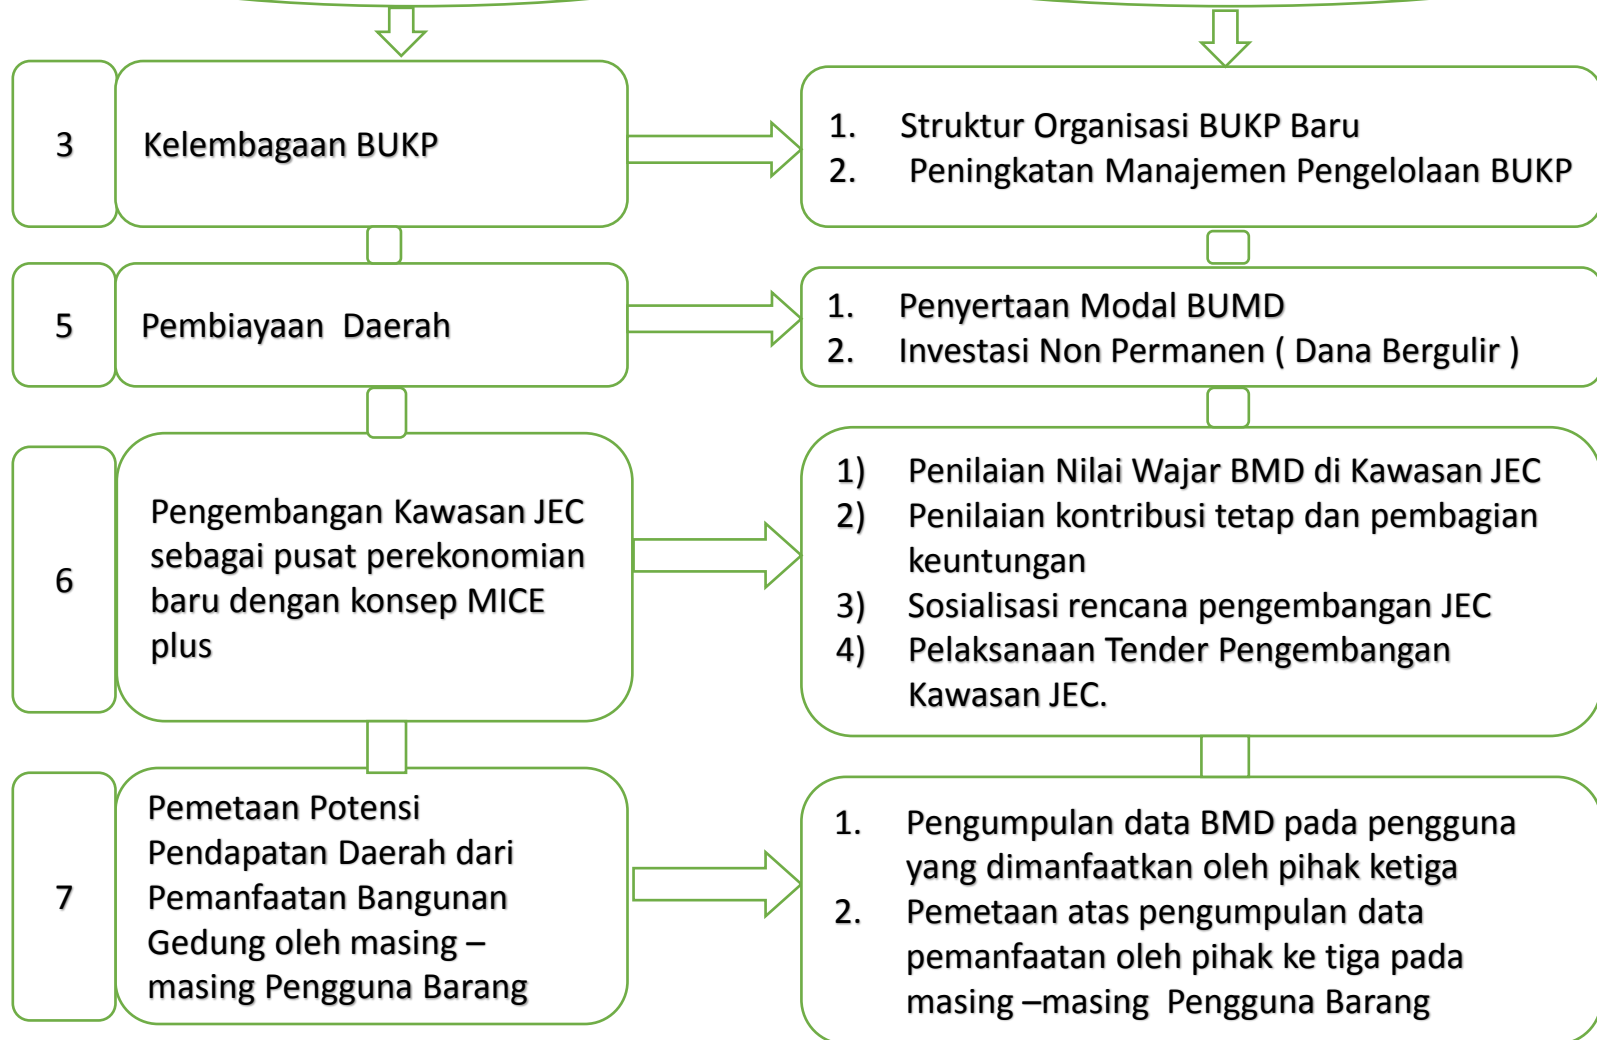 3
Kelembagaan BUKP
1. Struktur Organisasi BUKP Baru
2. Peningkatan Manajemen Pengelolaan BUKP
5
Pembiayaan Daerah
1. Penyertaan Modal BUMD
2. Investasi Non Permanen ( Dana Bergulir )
6
Pengembangan Kawasan JEC
sebagai pusat perekonomian
baru dengan konsep MICE
plus
1) Penilaian Nilai Wajar BMD di Kawasan JEC
2) Penilaian kontribusi tetap dan pembagian
keuntungan
3) Sosialisasi rencana pengembangan JEC
4) Pelaksanaan Tender Pengembangan
Kawasan JEC.
7
Pemetaan Potensi
Pendapatan Daerah dari
Pemanfaatan Bangunan
Gedung oleh masing –
masing Pengguna Barang
1. Pengumpulan data BMD pada pengguna
yang dimanfaatkan oleh pihak ketiga
2. Pemetaan atas pengumpulan data
pemanfaatan oleh pihak ke tiga pada
masing –masing Pengguna Barang